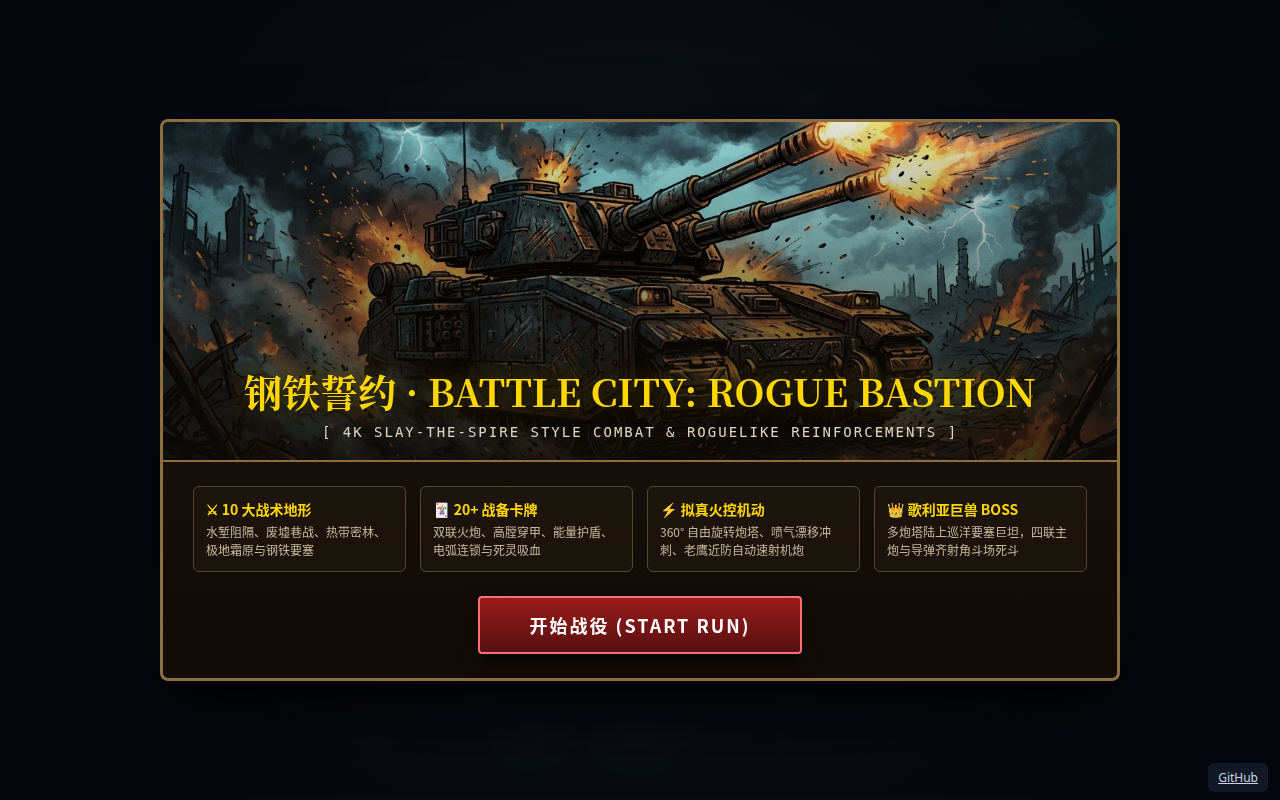 钢铁誓约 · BATTLE CITY: ROGUE BASTION
[ 4K SLAY-THE-SPIRE STYLE COMBAT & ROGUELIKE REINFORCEMENTS ]
⚔ 10 大战术地形
水堑阻隔、废墟巷战、热带密林、
极地霜原与钢铁要塞
🃏 20+ 战备卡牌
双联火炮、高膛穿甲、能量护盾、
电弧连锁与死灵吸血
⚡ 拟真火控机动
360° 自由旋转炮塔、喷气漂移冲
刺、老鹰近防自动速射机炮
👑 歌利亚巨兽 BOSS
多炮塔陆上巡洋要塞巨坦，四联主
炮与导弹齐射角斗场死斗
开始战役 (START RUN)
GitHub